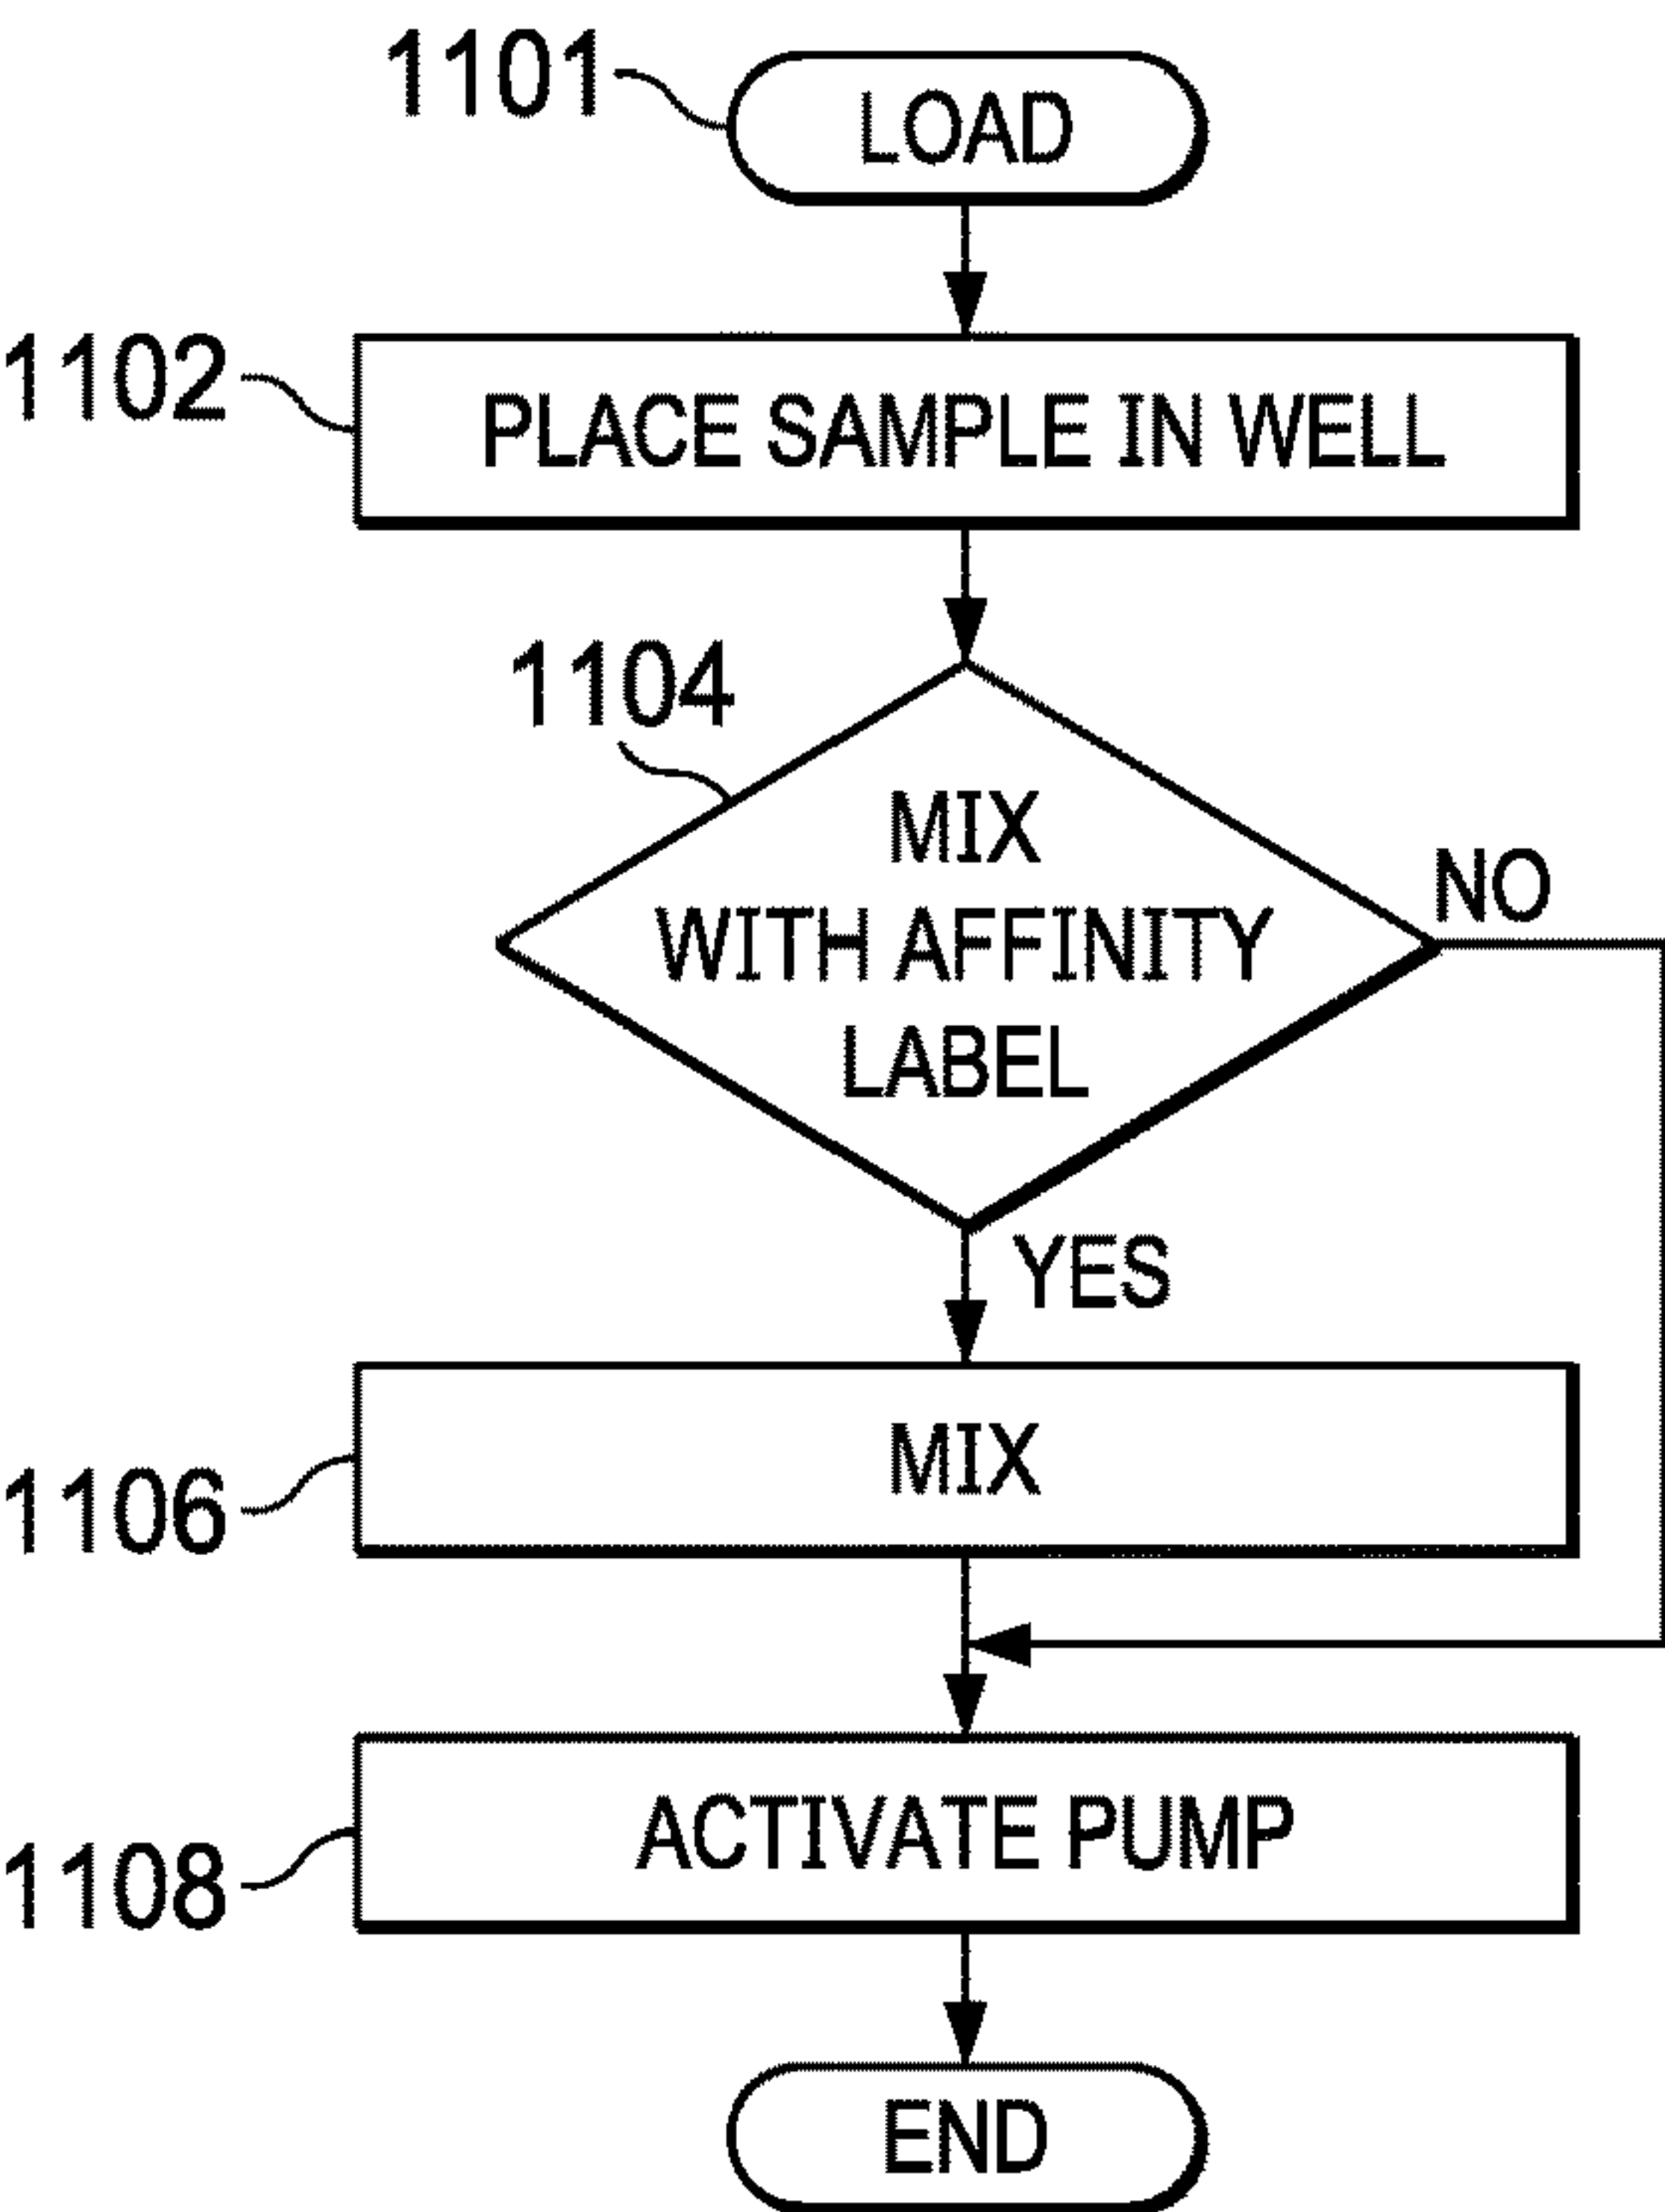 1101
LOAD
1102
PLACE SAMPLE IN WELL
1104
MIX
WITH AFFINITY
LABEL
NO
YES
1106
MIX
1108
ACTIVATE PUMP
END